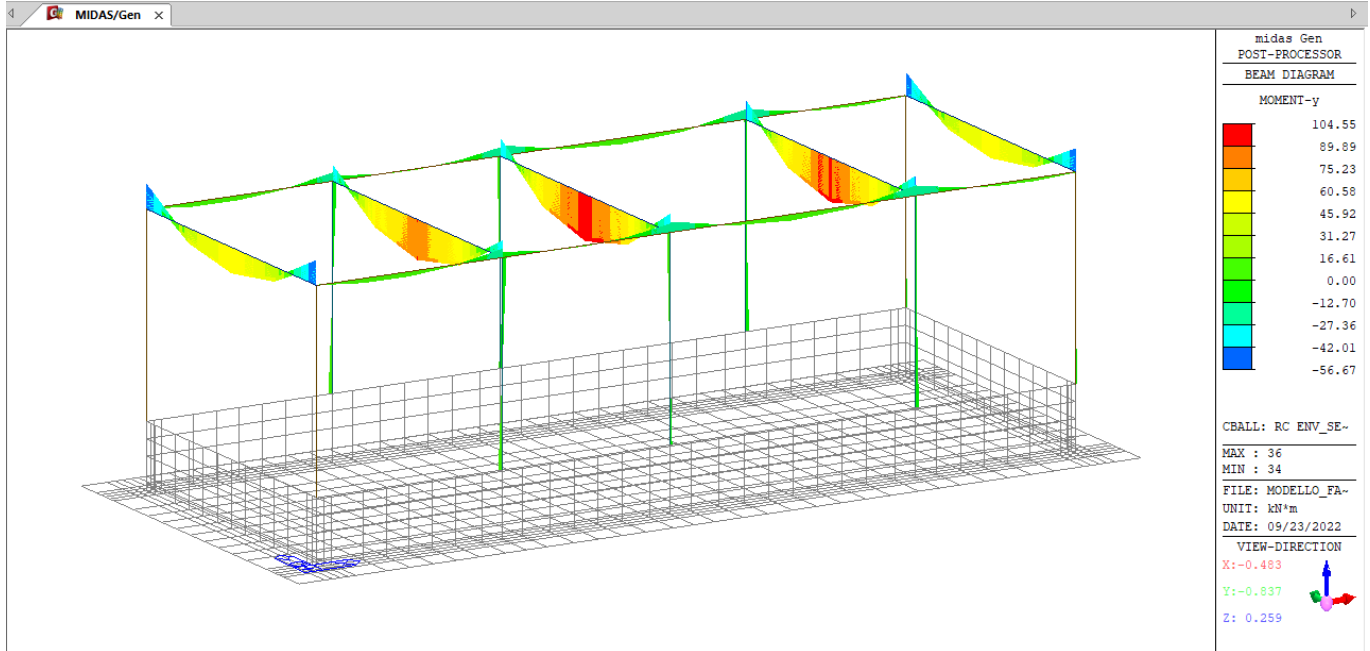 MIDAS/Gen
midas Gen
POST-PROCESSOR
BEAM DIAGRAM
MOMENT-y
104.55
89.89
75.23
60.58
45.92
31.27
16.61
0.00
-12.70
-27.36
-42.01
-56.67
CBALL: RC ENV_SE~
MAX : 36
MIN : 34
FILE: MODELLO_FA~
UNIT: kN*m
DATE: 09/23/2022
VIEW-DIRECTION
X:-0.483
Y:-0.837
Z: 0.259